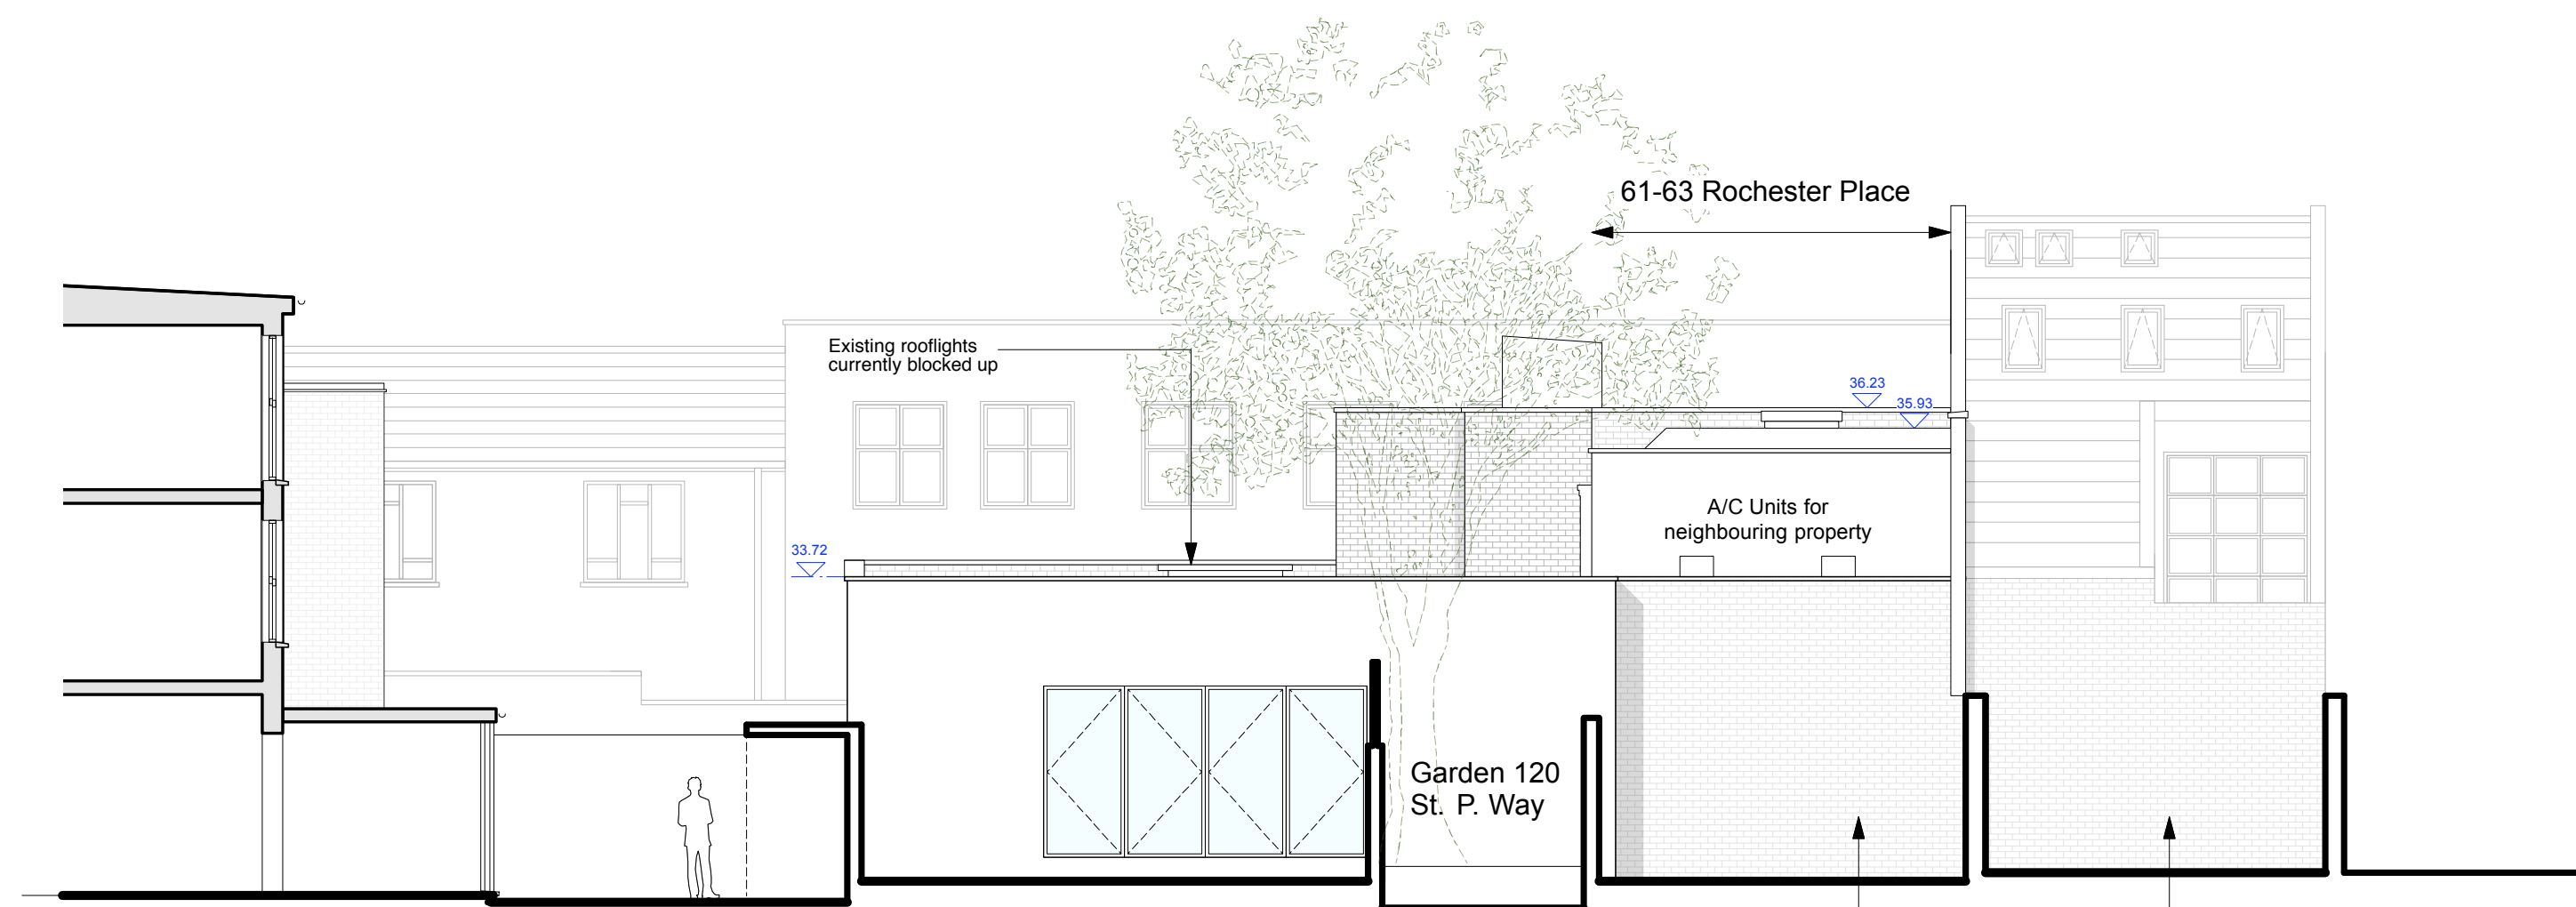 61-63 Rochester Place
Existing rooflights
currently blocked up
36.23
35.93
A/C Units for
neighbouring property
33.72
Garden 120
St. P. Way